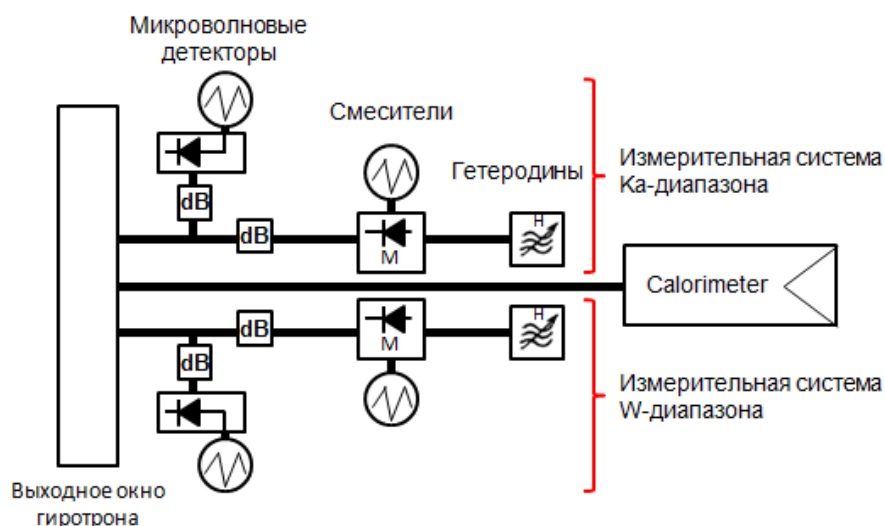 Микроволновые
детекторы
Смесители
Гетеродины
Измерительная система
Ka-диапазона
dB
dB
H
M
Calorimeter
dB
M
H
dB
Измерительная система
W-диапазона
Выходное окно
гиротрона